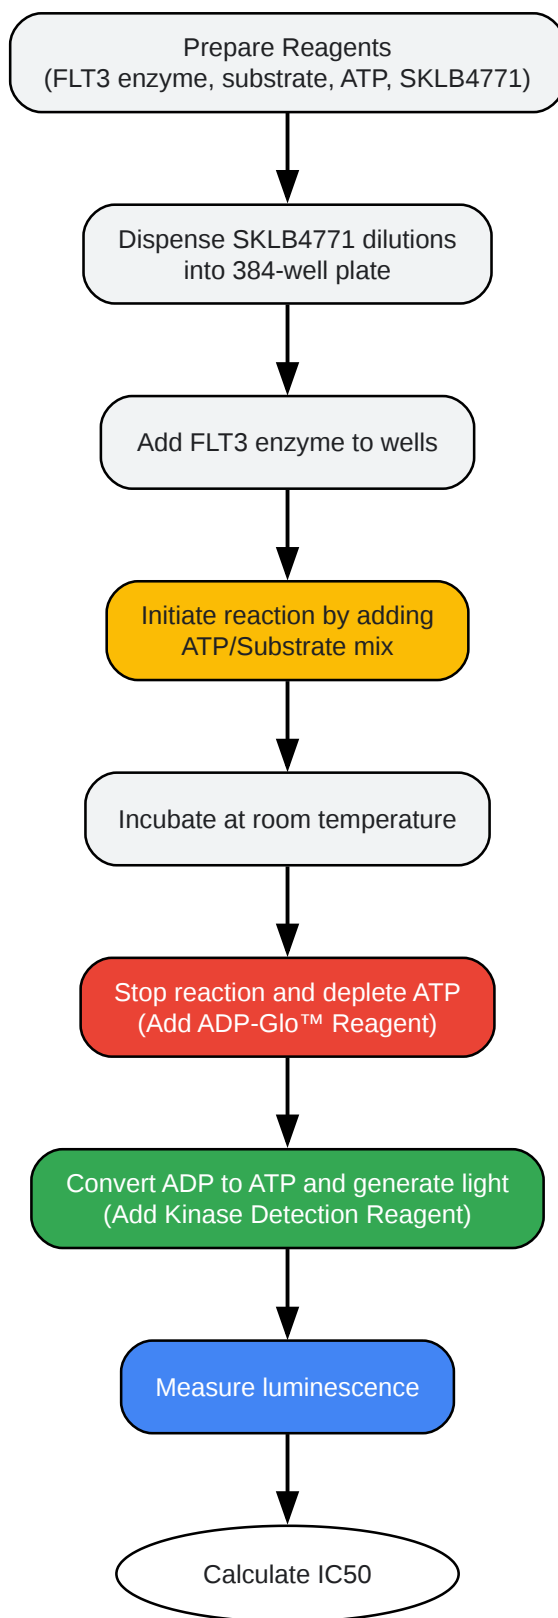 Prepare Reagents
(FLT3 enzyme, substrate, ATP, SKLB4771)
Dispense SKLB4771 dilutions
into 384-well plate
Add FLT3 enzyme to wells
Initiate reaction by adding
ATP/Substrate mix
Incubate at room temperature
Stop reaction and deplete ATP
(Add ADP-Glo™ Reagent)
Convert ADP to ATP and generate light
(Add Kinase Detection Reagent)
Measure luminescence
Calculate IC50